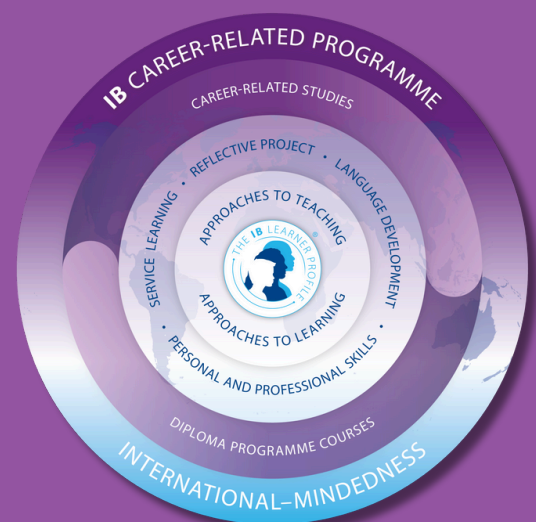 IB CAREER-RELATED PROGRAMME
CAREER-RELATED STUDIES
SERVICE LEARNING • REFLECTIVE PROJECT • LANGUAGE DEVELOPMENT •
APPROACHES TO TEACHING
THE IB LEARNER PROFILE ®
APPROACHES TO LEARNING
• PERSONAL AND PROFESSIONAL SKILLS
DIPLOMA PROGRAMME COURSES
INTERNATIONAL–MINDEDNESS